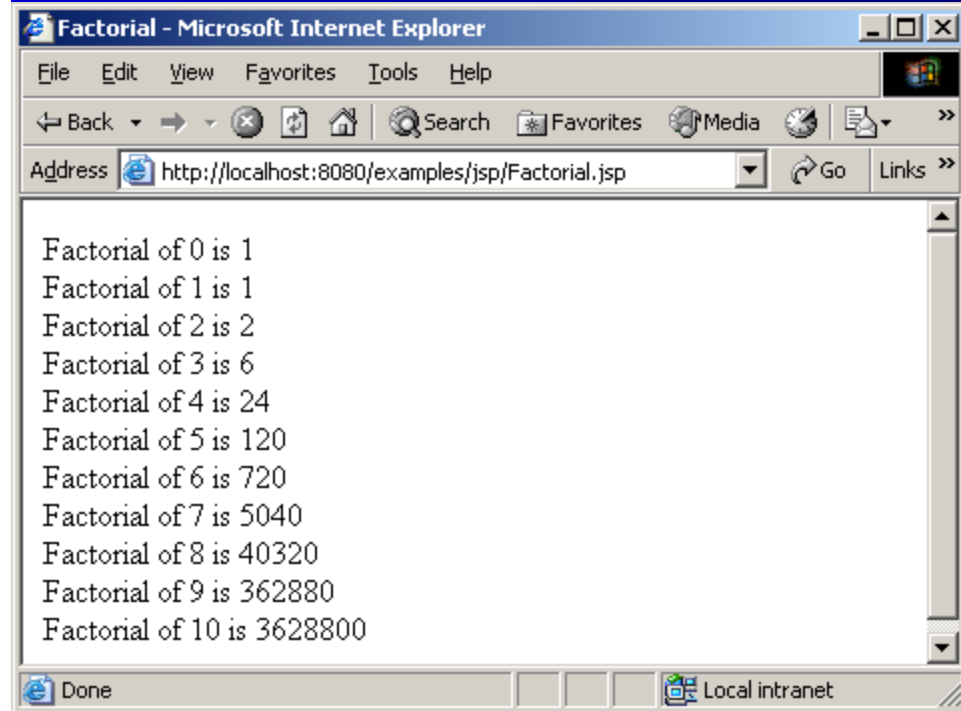 Factorial - Microsoft Internet Explorer
File Edit View Favorites Tools Help
Back Search Favorites Media »
Address http://localhost:8080/examples/jsp/Factorial.jsp Go Links »
Factorial of 0 is 1
Factorial of 1 is 1
Factorial of 2 is 2
Factorial of 3 is 6
Factorial of 4 is 24
Factorial of 5 is 120
Factorial of 6 is 720
Factorial of 7 is 5040
Factorial of 8 is 40320
Factorial of 9 is 362880
Factorial of 10 is 3628800
Done Local intranet